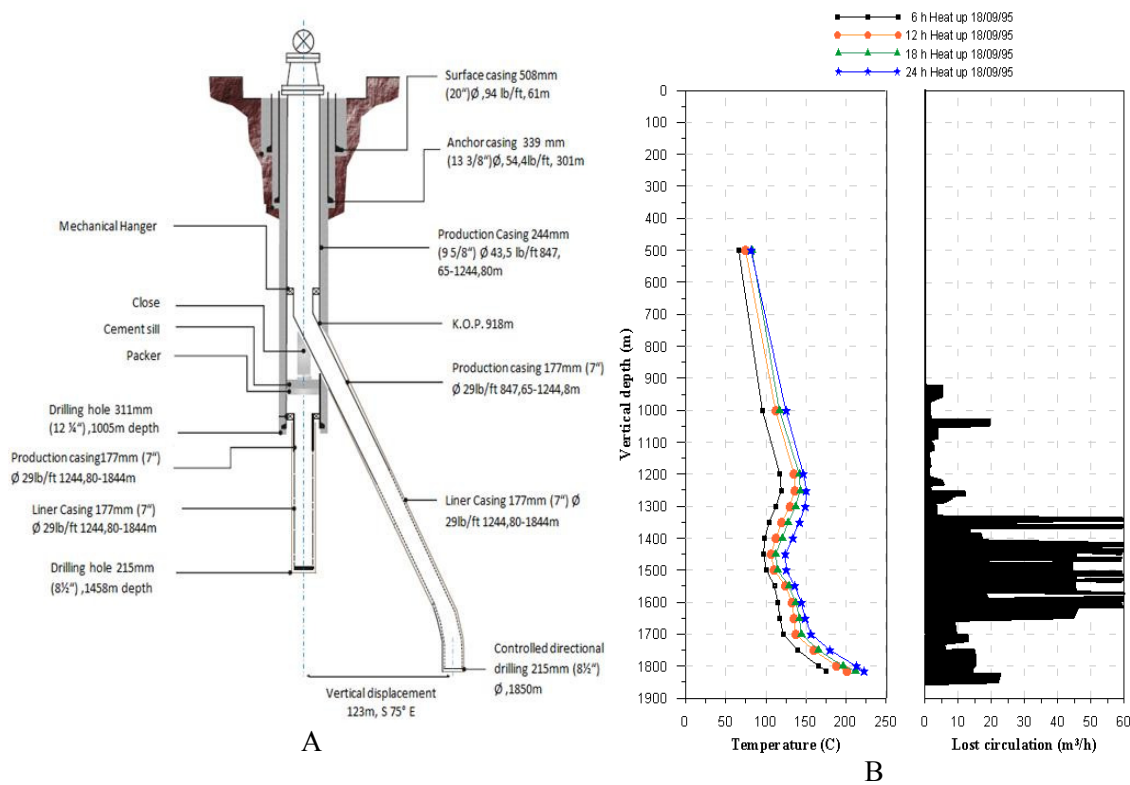 Surface casing 508mm
(20“)Ø ,94 lb/ft, 61m
Anchor casing 339 mm
(13 3/8“)Ø, 54,4lb/ft, 301m
Mechanical Hanger
Production Casing 244mm
(9 5/8“) Ø 43,5 lb/ft 847,
65-1244,80m
Close
K.O.P. 918m
Cement sill
Packer
Production casing 177mm (7“)
Ø 29lb/ft 847,65-1244,8m
Drilling hole 311mm
(12 ¼“) ,1005m depth
Production casing177mm (7“)
Ø 29lb/ft 1244,80-1844m
Liner Casing 177mm (7“)
Ø 29lb/ft 1244,80-1844m
Liner Casing 177mm (7“) Ø
29lb/ft 1244,80-1844m
Drilling hole 215mm
(8½“) ,1458m depth
Controlled directional
drilling 215mm (8½“)
Ø ,1850m
Vertical displacement
123m, S 75° E
A
6 h Heat up 18/09/95
12 h Heat up 18/09/95
18 h Heat up 18/09/95
24 h Heat up 18/09/95
0
100
200
300
400
500
600
700
800
900
1000
1100
1200
1300
1400
1500
1600
1700
1800
1900
Vertical depth (m)
0 50 100 150 200 250
Temperature (C)
0 10 20 30 40 50 60
Lost circulation (m³/h)
B